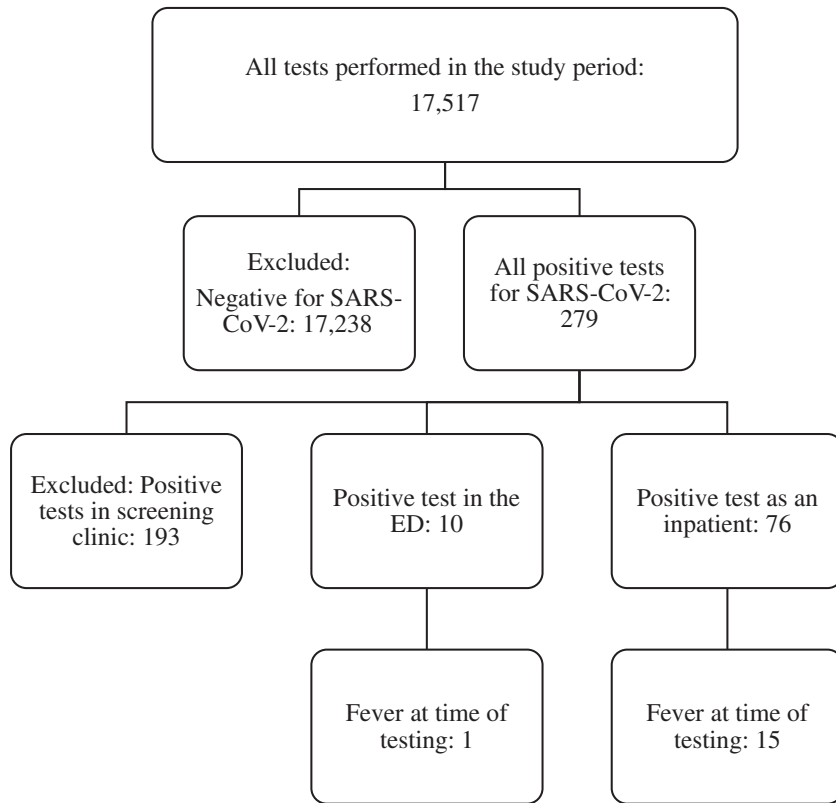 All tests performed in the study period:
17,517
Excluded:
Negative for SARS-
CoV-2: 17,238
All positive tests
for SARS-CoV-2:
279
Excluded: Positive
tests in screening
clinic: 193
Positive test in the
ED: 10
Positive test as an
inpatient: 76
Fever at time of
testing: 1
Fever at time of
testing: 15